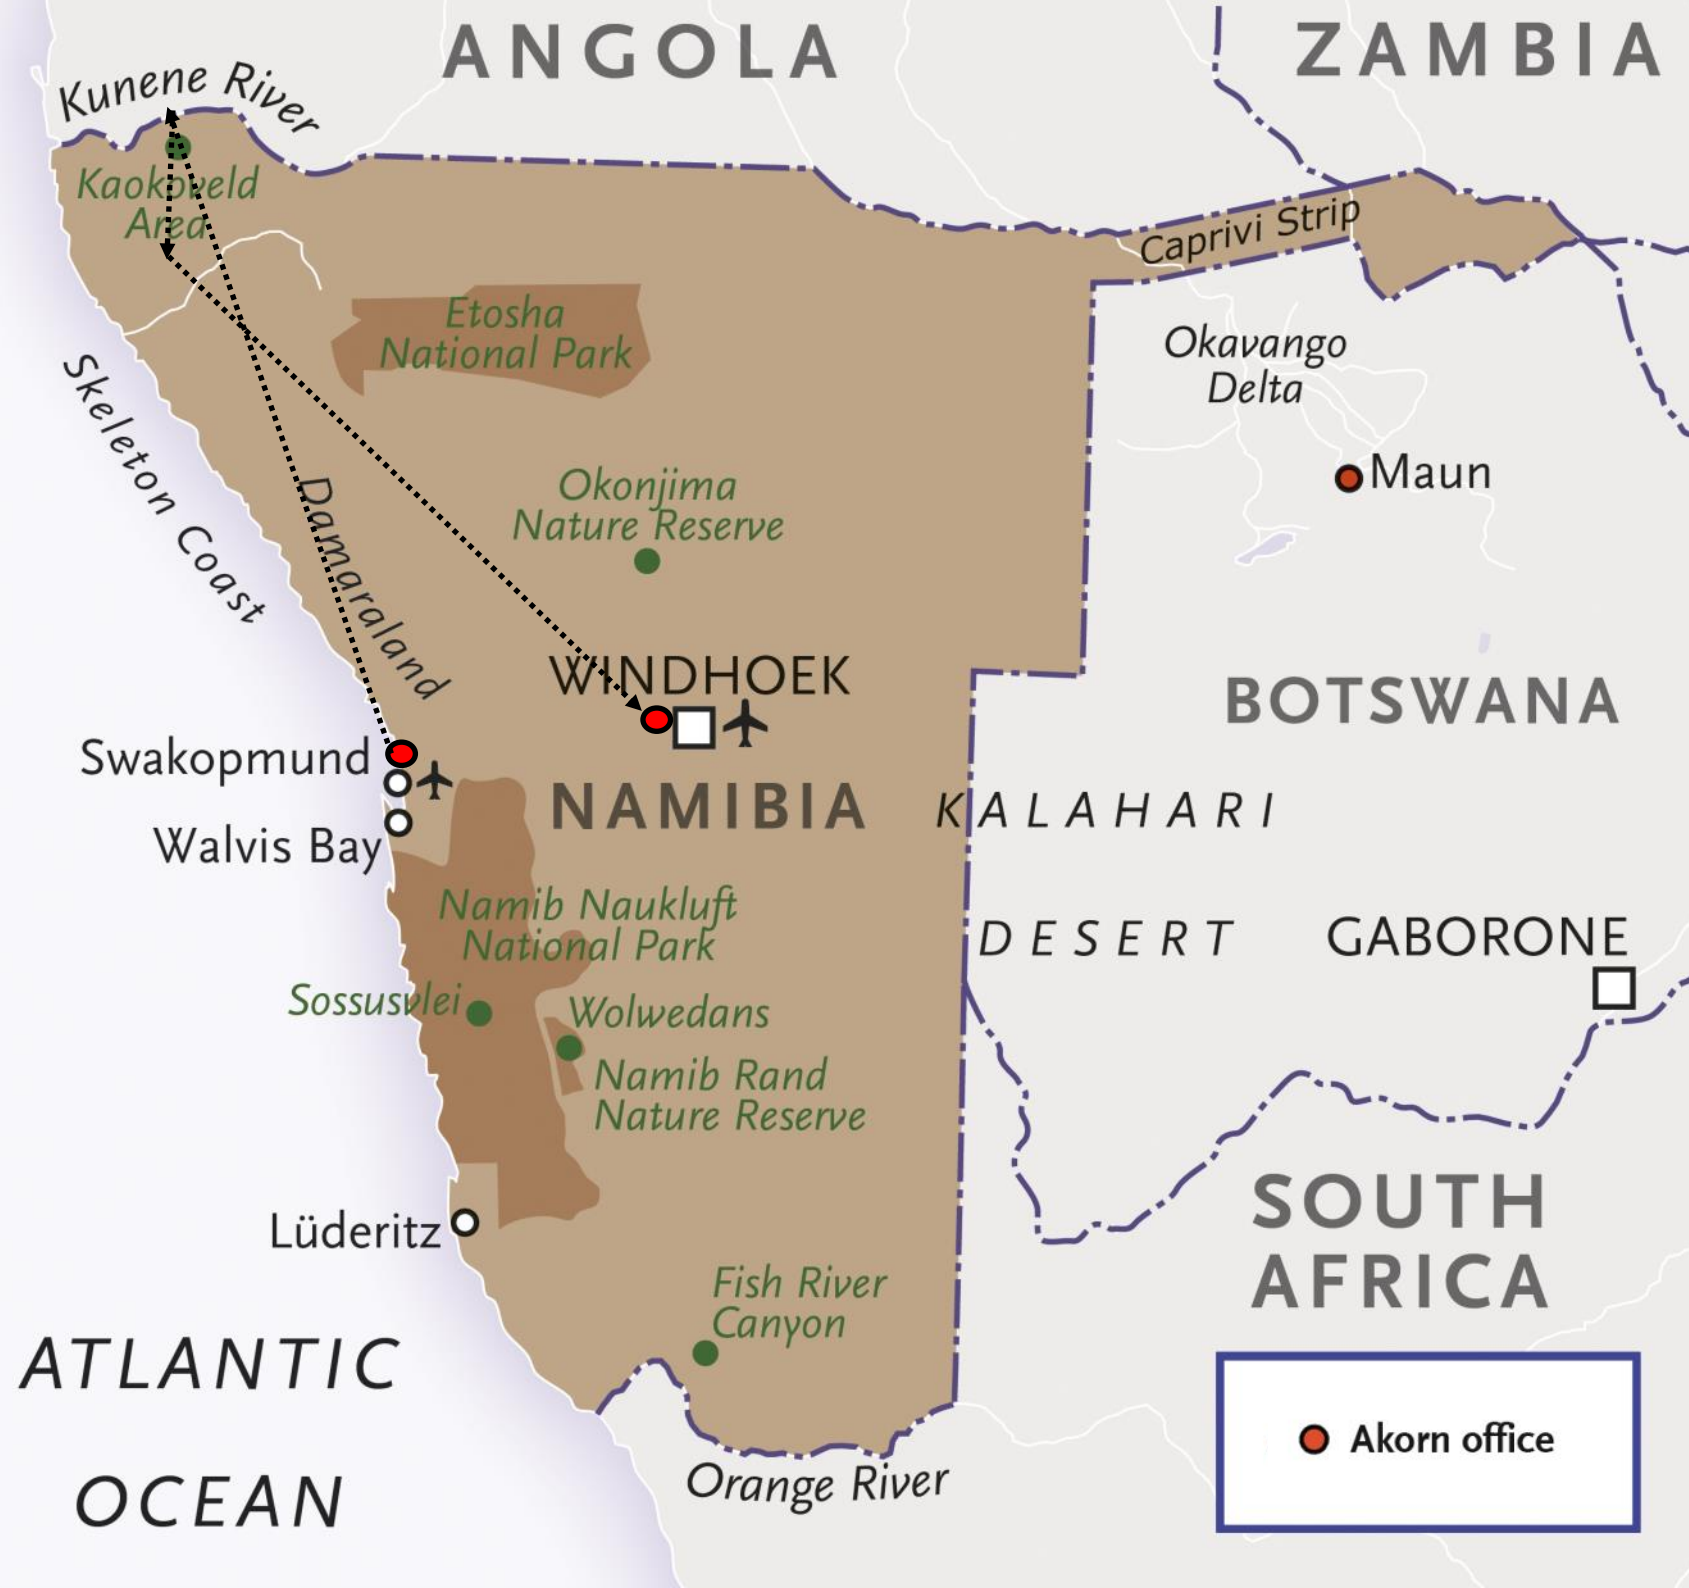 ANGOLA
ZAMBIA
Kunene River
Kaokoveld
Area
Caprivi Strip
Etosha
National Park
Okavango
Delta
Skeleton Coast
Maun
Damaraland
Okonjima
Nature Reserve
WINDHOEK
BOTSWANA
Swakopmund
NAMIBIA
KALAHARI
Walvis Bay
Namib Naukluft
National Park
DESERT
GABORONE
Sossusvlei
Wolwedans
Namib Rand
Nature Reserve
SOUTH
AFRICA
Lüderitz
Fish River
Canyon
ATLANTIC
OCEAN
Orange River
Akorn office